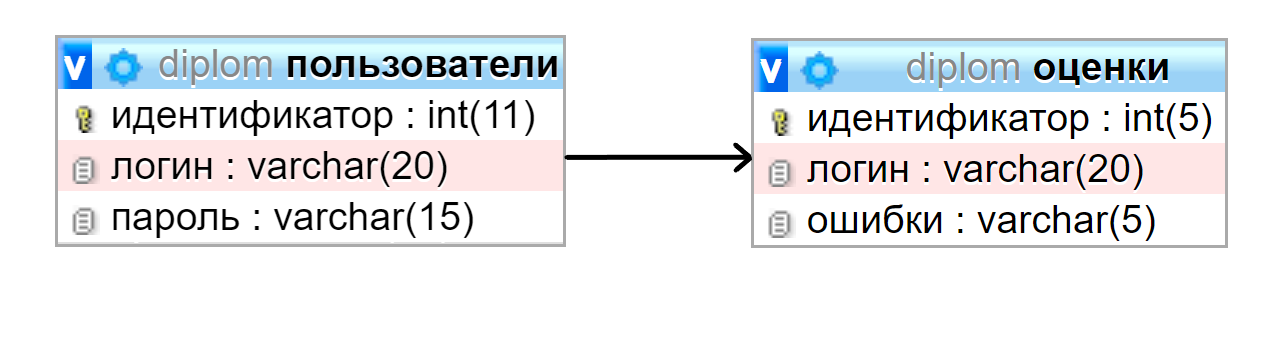 v diplom пользователи
идентификатор : int(11)
логин : varchar(20)
пароль : varchar(15)
v diplom оценки
идентификатор : int(5)
логин : varchar(20)
ошибки : varchar(5)